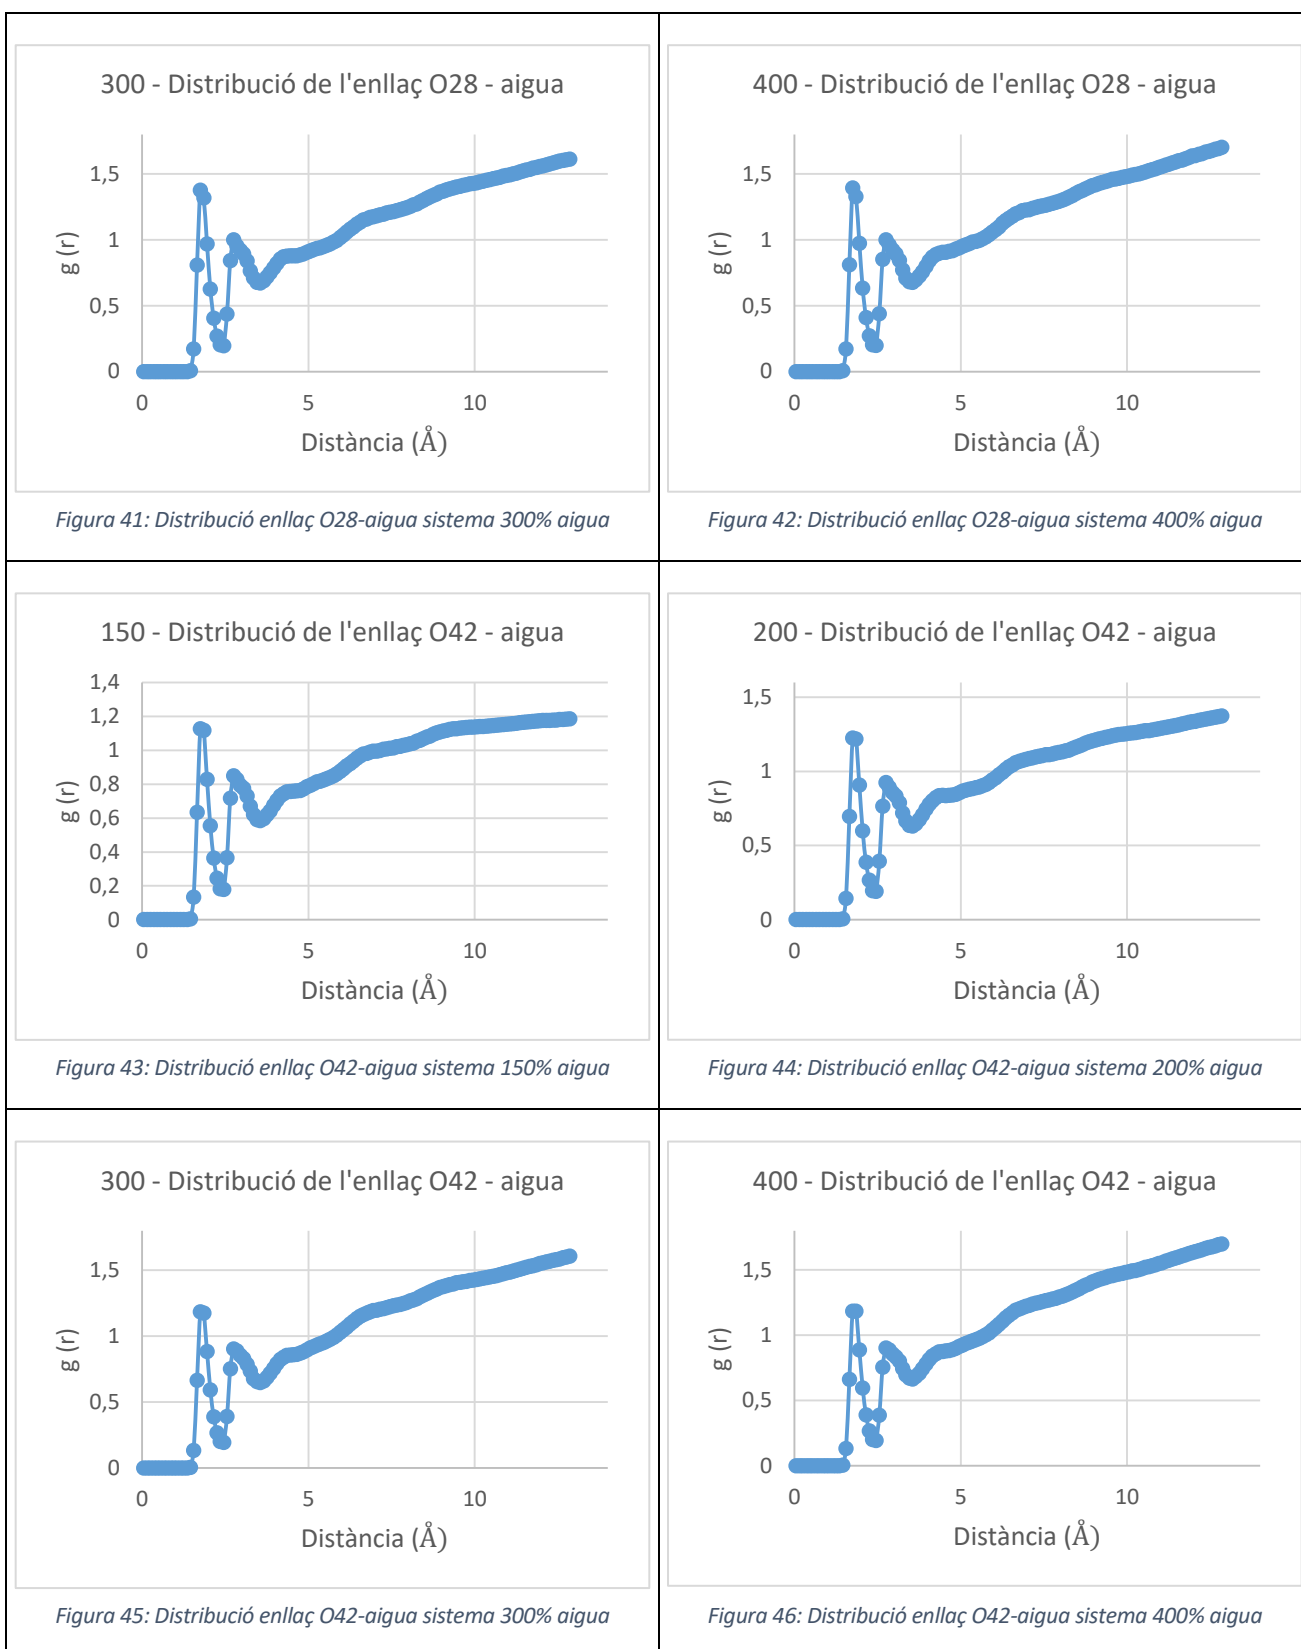 300 - Distribució de l'enllaç O28 - aigua
1,5
1
0,5
0
g (r)
0 5 10
Distància (Å)
Figura 41: Distribució enllaç O28-aigua sistema 300% aigua
400 - Distribució de l'enllaç O28 - aigua
1,5
1
0,5
0
g (r)
0 5 10
Distància (Å)
Figura 42: Distribució enllaç O28-aigua sistema 400% aigua
150 - Distribució de l'enllaç O42 - aigua
1,4
1,2
1
0,8
0,6
0,4
0,2
0
g (r)
0 5 10
Distància (Å)
Figura 43: Distribució enllaç O42-aigua sistema 150% aigua
200 - Distribució de l'enllaç O42 - aigua
1,5
1
0,5
0
g (r)
0 5 10
Distància (Å)
Figura 44: Distribució enllaç O42-aigua sistema 200% aigua
300 - Distribució de l'enllaç O42 - aigua
1,5
1
0,5
0
g (r)
0 5 10
Distància (Å)
Figura 45: Distribució enllaç O42-aigua sistema 300% aigua
400 - Distribució de l'enllaç O42 - aigua
1,5
1
0,5
0
g (r)
0 5 10
Distància (Å)
Figura 46: Distribució enllaç O42-aigua sistema 400% aigua